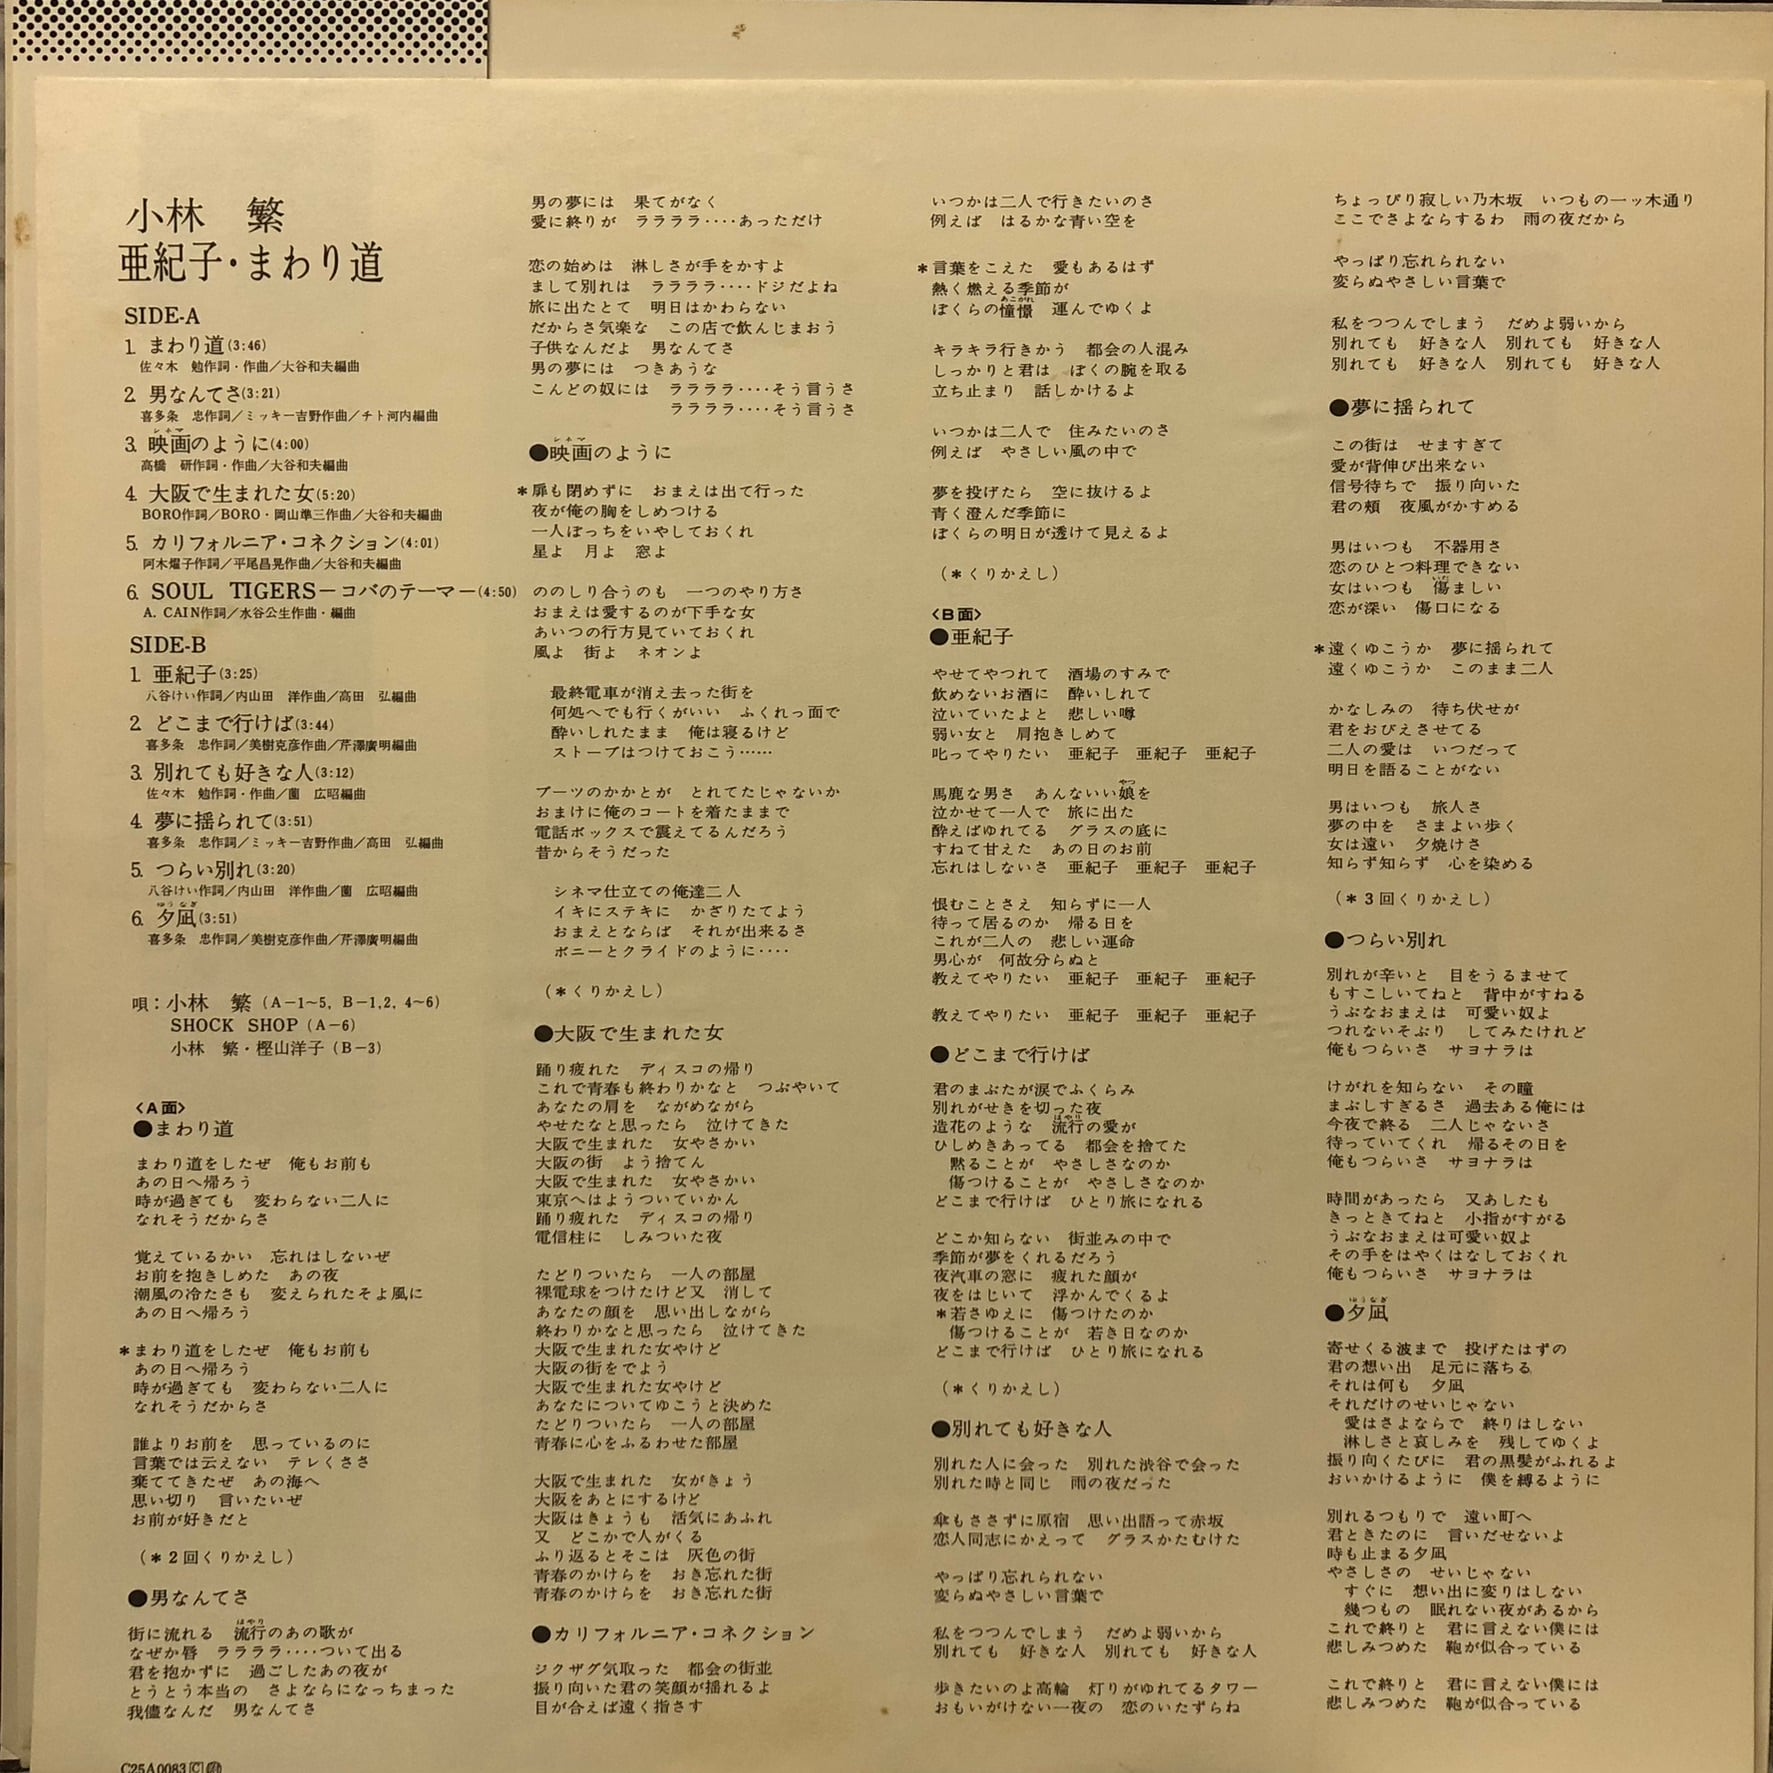 小林　繁
亜紀子・まわり道
SIDE-A
1. まわり道(3:46)
佐々木　勉作詞・作曲／大谷和夫編曲
2. 男なんてさ(3:21)
喜多条　忠作詞／ミッキー吉野作曲／チト河内編曲
3. 映画のように(4:00)
シネマ
高橋　研作詞・作曲／大谷和夫編曲
4. 大阪で生まれた女(5:20)
BORO作詞／BORO・岡山準三作曲／大谷和夫編曲
5. カリフォルニア・コネクション(4:01)
阿木燿子作詞／平尾昌晃作曲／大谷和夫編曲
6. SOUL TIGERS－コバのテーマ－(4:50)
A. CAIN作詞／水谷公生作曲・編曲
SIDE-B
1. 亜紀子(3:25)
八谷けい作詞／内山田　洋作曲／高田　弘編曲
2. どこまで行けば(3:44)
喜多条　忠作詞／美樹克彦作曲／芹澤廣明編曲
3. 別れても好きな人(3:12)
佐々木　勉作詞・作曲／薗　広昭編曲
4. 夢に揺られて(3:51)
喜多条　忠作詞／ミッキー吉野作曲／高田　弘編曲
5. つらい別れ(3:20)
八谷けい作詞／内山田　洋作曲／薗　広昭編曲
6. 夕凪(3:51)
ゆうなぎ
喜多条　忠作詞／美樹克彦作曲／芹澤廣明編曲
唄：小林　繁（A－1~5, B－1,2, 4~6）
SHOCK SHOP（A－6）
小林　繁・樫山洋子（B－3）
〈A面〉
●まわり道
まわり道をしたぜ　俺もお前も
あの日へ帰ろう
時が過ぎても　変わらない二人に
なれそうだからさ
覚えているかい　忘れはしないぜ
お前を抱きしめた　あの夜
潮風の冷たさも　変えられたそよ風に
あの日へ帰ろう
＊まわり道をしたぜ　俺もお前も
あの日へ帰ろう
時が過ぎても　変わらない二人に
なれそうだからさ
誰よりお前を　思っているのに
言葉では云えない　テレくささ
棄ててきたぜ　あの海へ
思い切り　言いたいぜ
お前が好きだと
（＊2回くりかえし）
●男なんてさ
街に流れる　流行のあの歌が
はやり
なぜか唇　ララララ‥‥ついて出る
君を抱かずに　過ごしたあの夜が
とうとう本当の　さよならになっちまった
我儘なんだ　男なんてさ
男の夢には　果てがなく
愛に終りが　ララララ‥‥あっただけ
恋の始めは　淋しさが手をかすよ
まして別れは　ララララ‥‥ドジだよね
旅に出たとて　明日はかわらない
だからさ気楽な　この店で飲んじまおう
子供なんだよ　男なんてさ
男の夢には　つきあうな
こんどの奴には　ララララ‥‥そう言うさ
ララララ‥‥そう言うさ
●映画のように
シネマ
＊扉も閉めずに　おまえは出て行った
夜が俺の胸をしめつける
一人ぼっちをいやしておくれ
星よ　月よ　窓よ
ののしり合うのも　一つのやり方さ
おまえは愛するのが下手な女
あいつの行方見ていておくれ
風よ　街よ　ネオンよ
最終電車が消え去った街を
何処へでも行くがいい　ふくれっ面で
酔いしれたまま　俺は寝るけど
ストーブはつけておこう……
ブーツのかかとが　とれてたじゃないか
おまけに俺のコートを着たままで
電話ボックスで震えてるんだろう
昔からそうだった
シネマ仕立ての俺達二人
イキにステキに　かざりたてよう
おまえとならば　それが出来るさ
ボニーとクライドのように‥‥
（＊くりかえし）
●大阪で生まれた女
踊り疲れた　ディスコの帰り
これで青春も終わりかなと　つぶやいて
あなたの肩を　ながめながら
やせたなと思ったら　泣けてきた
大阪で生まれた　女やさかい
大阪の街　よう捨てん
大阪で生まれた　女やさかい
東京へはようついていかん
踊り疲れた　ディスコの帰り
電信柱に　しみついた夜
たどりついたら　一人の部屋
裸電球をつけたけど又　消して
あなたの顔を　思い出しながら
終わりかなと思ったら　泣けてきた
大阪で生まれた女やけど
大阪の街をでよう
大阪で生まれた女やけど
あなたについてゆこうと決めた
たどりついたら　一人の部屋
青春に心をふるわせた部屋
大阪で生まれた　女がきょう
大阪をあとにするけど
大阪はきょうも　活気にあふれ
又　どこかで人がくる
ふり返るとそこは　灰色の街
青春のかけらを　おき忘れた街
青春のかけらを　おき忘れた街
●カリフォルニア・コネクション
ジクザグ気取った　都会の街並
振り向いた君の笑顔が揺れるよ
目が合えば遠く指さす
いつかは二人で行きたいのさ
例えば　はるかな青い空を
＊言葉をこえた　愛もあるはず
熱く燃える季節が
ぼくらの憧憬　運んでゆくよ
あこがれ
キラキラ行きかう　都会の人混み
しっかりと君は　ぼくの腕を取る
立ち止まり　話しかけるよ
いつかは二人で　住みたいのさ
例えば　やさしい風の中で
夢を投げたら　空に抜けるよ
青く澄んだ季節に
ぼくらの明日が透けて見えるよ
（＊くりかえし）
〈B面〉
●亜紀子
やせてやつれて　酒場のすみで
飲めないお酒に　酔いしれて
泣いていたよと　悲しい噂
弱い女と　肩抱きしめて
叱ってやりたい　亜紀子　亜紀子　亜紀子
馬鹿な男さ　あんないい娘を
やつ
泣かせて一人で　旅に出た
酔えばゆれてる　グラスの底に
すねて甘えた　あの日のお前
忘れはしないさ　亜紀子　亜紀子　亜紀子
恨むことさえ　知らずに一人
待って居るのか　帰る日を
これが二人の　悲しい運命
男心が　何故分らぬと
教えてやりたい　亜紀子　亜紀子　亜紀子
教えてやりたい　亜紀子　亜紀子　亜紀子
●どこまで行けば
君のまぶたが涙でふくらみ
別れがせきを切った夜
造花のような　流行の愛が
はやり
ひしめきあってる　都会を捨てた
黙ることが　やさしさなのか
傷つけることが　やさしさなのか
どこまで行けば　ひとり旅になれる
どこか知らない　街並みの中で
季節が夢をくれるだろう
夜汽車の窓に　疲れた顔が
夜をはじいて　浮かんでくるよ
＊若さゆえに　傷つけたのか
傷つけることが　若き日なのか
どこまで行けば　ひとり旅になれる
（＊くりかえし）
●別れても好きな人
別れた人に会った　別れた渋谷で会った
別れた時と同じ　雨の夜だった
傘もささずに原宿　思い出語って赤坂
恋人同志にかえって　グラスかたむけた
やっぱり忘れられない
変らぬやさしい言葉で
私をつつんでしまう　だめよ弱いから
別れても　好きな人　別れても　好きな人
歩きたいのよ高輪　灯りがゆれてるタワー
おもいがけない一夜の　恋のいたずらね
ちょっぴり寂しい乃木坂　いつもの一ッ木通り
ここでさよならするわ　雨の夜だから
やっぱり忘れられない
変らぬやさしい言葉で
私をつつんでしまう　だめよ弱いから
別れても　好きな人　別れても　好きな人
別れても　好きな人　別れても　好きな人
●夢に揺られて
この街は　せますぎて
愛が背伸び出来ない
信号待ちで　振り向いた
君の頬　夜風がかすめる
男はいつも　不器用さ
恋のひとつ料理できない
女はいつも　傷ましい
恋が深い　傷口になる
＊遠くゆこうか　夢に揺られて
遠くゆこうか　このまま二人
かなしみの　待ち伏せが
君をおびえさせてる
二人の愛は　いつだって
明日を語ることがない
男はいつも　旅人さ
夢の中を　さまよい歩く
女は遠い　夕焼けさ
知らず知らず　心を染める
（＊3回くりかえし）
●つらい別れ
別れが辛いと　目をうるませて
もすこしいてねと　背中がすねる
うぶなおまえは　可愛い奴よ
つれないそぶり　してみたけれど
俺もつらいさ　サヨナラは
けがれを知らない　その瞳
まぶしすぎるさ　過去ある俺には
今夜で終る　二人じゃないさ
待っていてくれ　帰るその日を
俺もつらいさ　サヨナラは
時間があったら　又あしたも
きっときてねと　小指がすがる
うぶなおまえは可愛い奴よ
その手をはやくはなしておくれ
俺もつらいさ　サヨナラは
●夕凪
ゆうなぎ
寄せくる波まで　投げたはずの
君の想い出　足元に落ちる
それは何も　夕凪
それだけのせいじゃない
愛はさよならで　終りはしない
淋しさと哀しみを　残してゆくよ
振り向くたびに　君の黒髪がふれるよ
おいかけるように　僕を縛るように
別れるつもりで　遠い町へ
君ときたのに　言いだせないよ
時も止まる夕凪
やさしさの　せいじゃない
すぐに　想い出に変りはしない
幾つもの　眠れない夜があるから
これで終りと　君に言えない僕には
悲しみつめた　鞄が似合っている
これで終りと　君に言えない僕には
悲しみつめた　鞄が似合っている
C25A0083